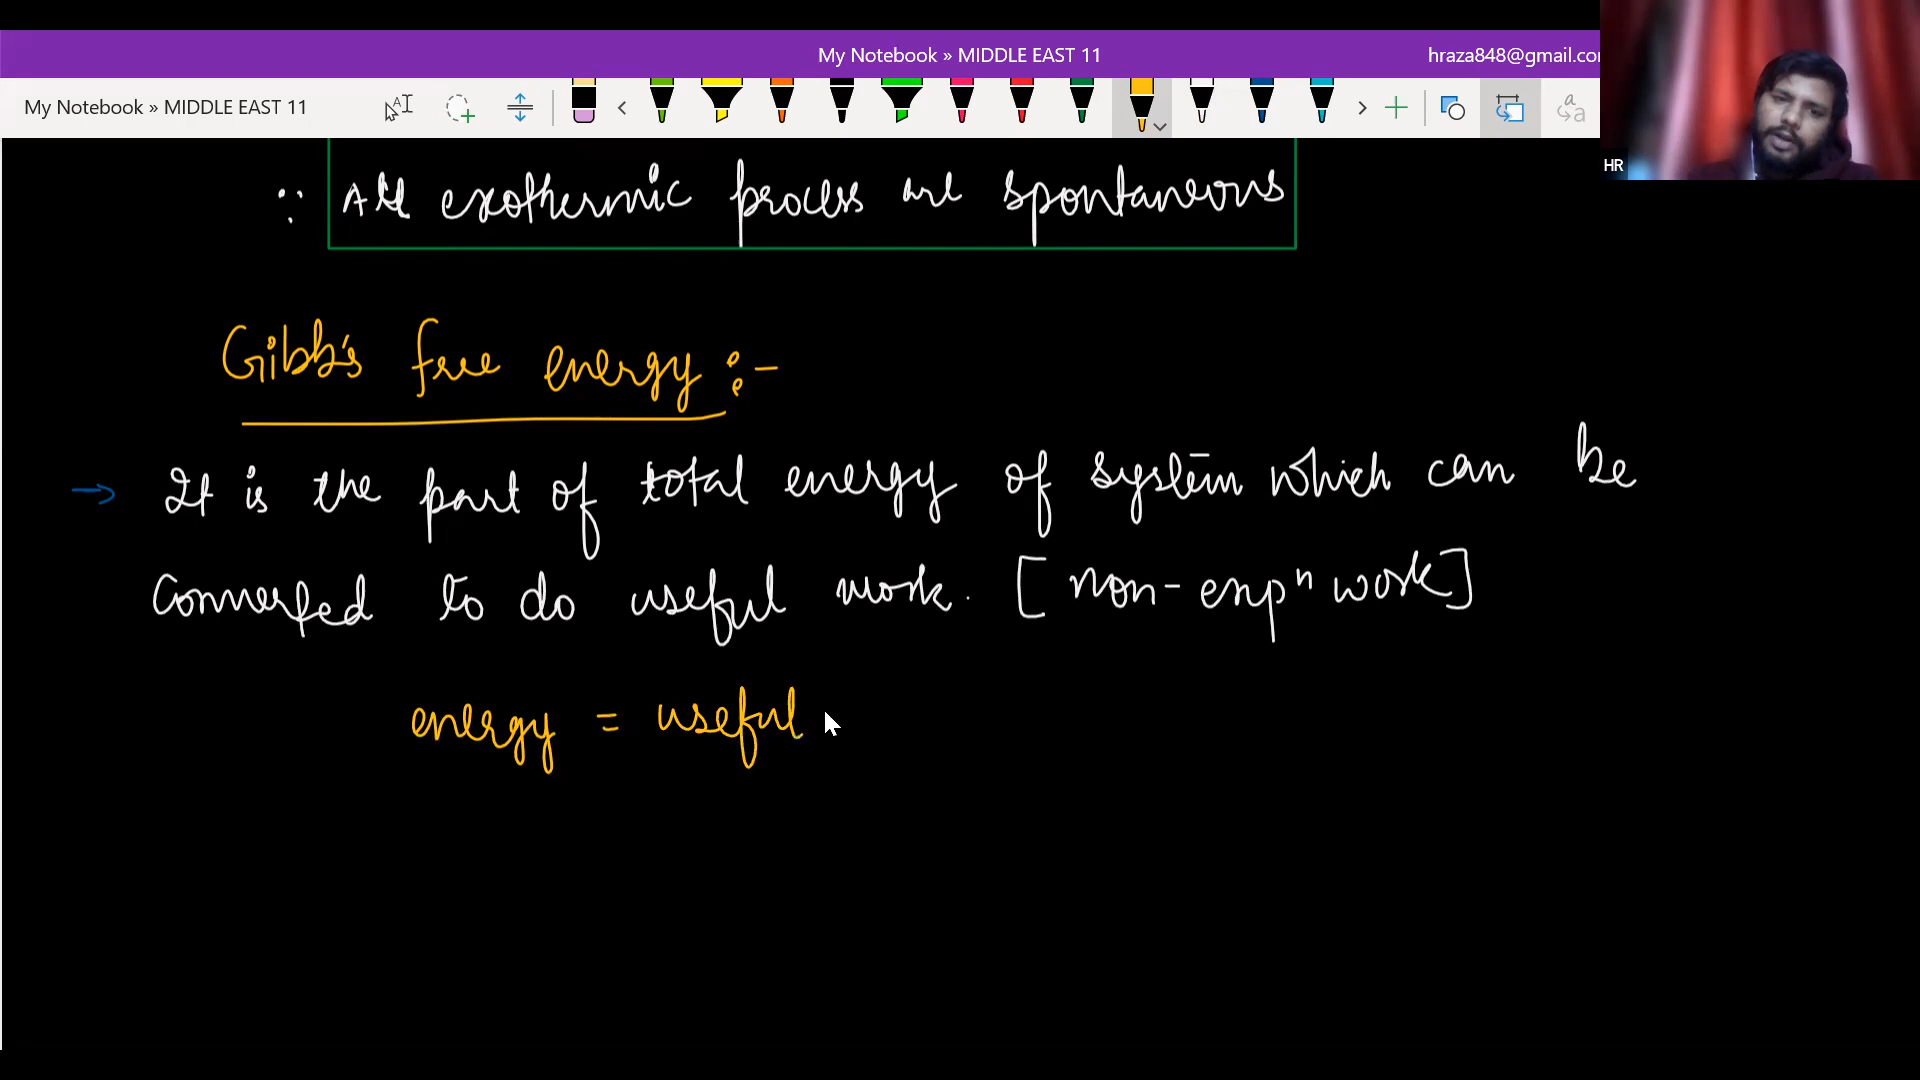 My Notebook » MIDDLE EAST 11
hraza848@gmail.co
My Notebook » MIDDLE EAST 11
HR
∵ All exothermic process are spontaneous
Gibb's free energy :-
→ It is the part of total energy of system which can be
converted to do useful work. [non-expⁿ work]
energy = useful